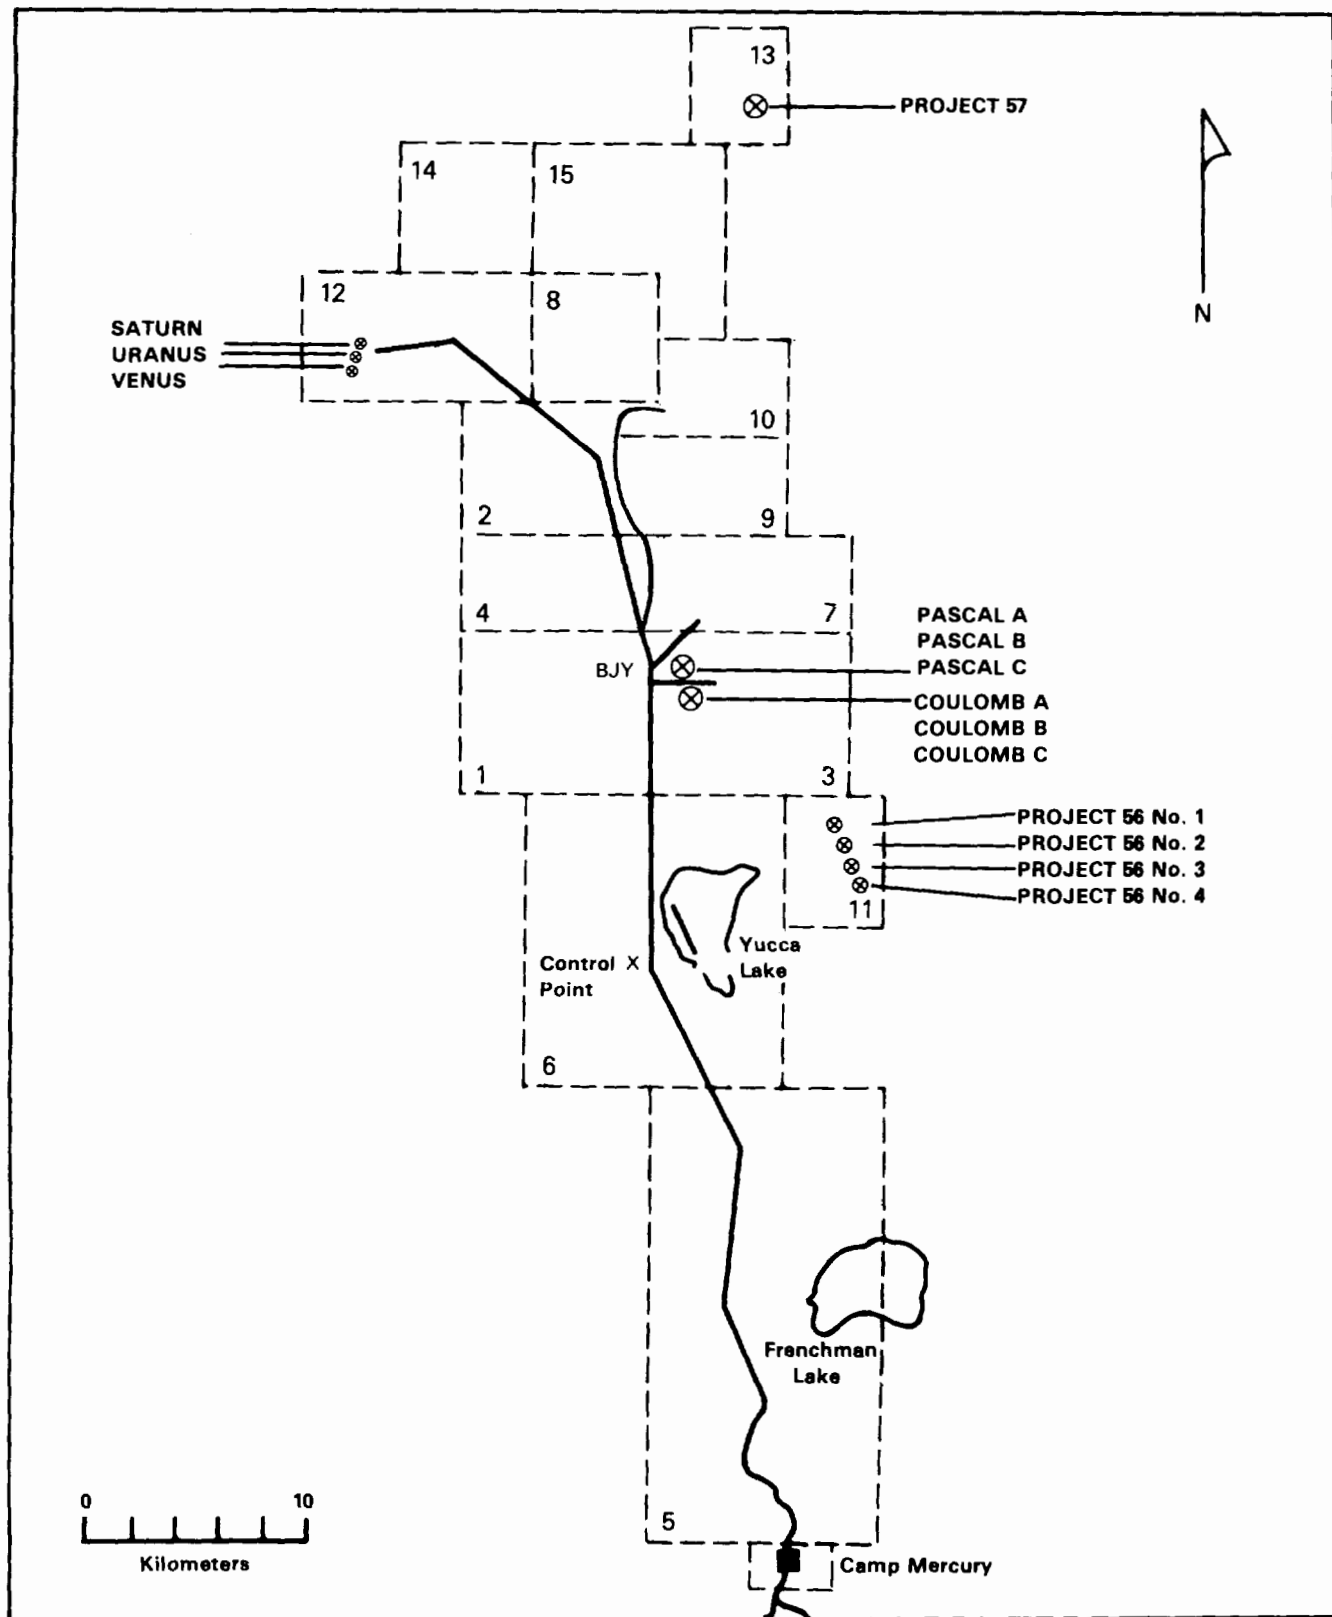 13
PROJECT 57
14
15
N
12
8
SATURN
URANUS
VENUS
10
2
9
4
7
PASCAL A
PASCAL B
PASCAL C
BJY
COULOMB A
COULOMB B
COULOMB C
1
3
PROJECT 56 No. 1
PROJECT 56 No. 2
PROJECT 56 No. 3
PROJECT 56 No. 4
11
Yucca
Lake
Control X
Point
6
Frenchman
Lake
0 10
Kilometers
5
Camp Mercury